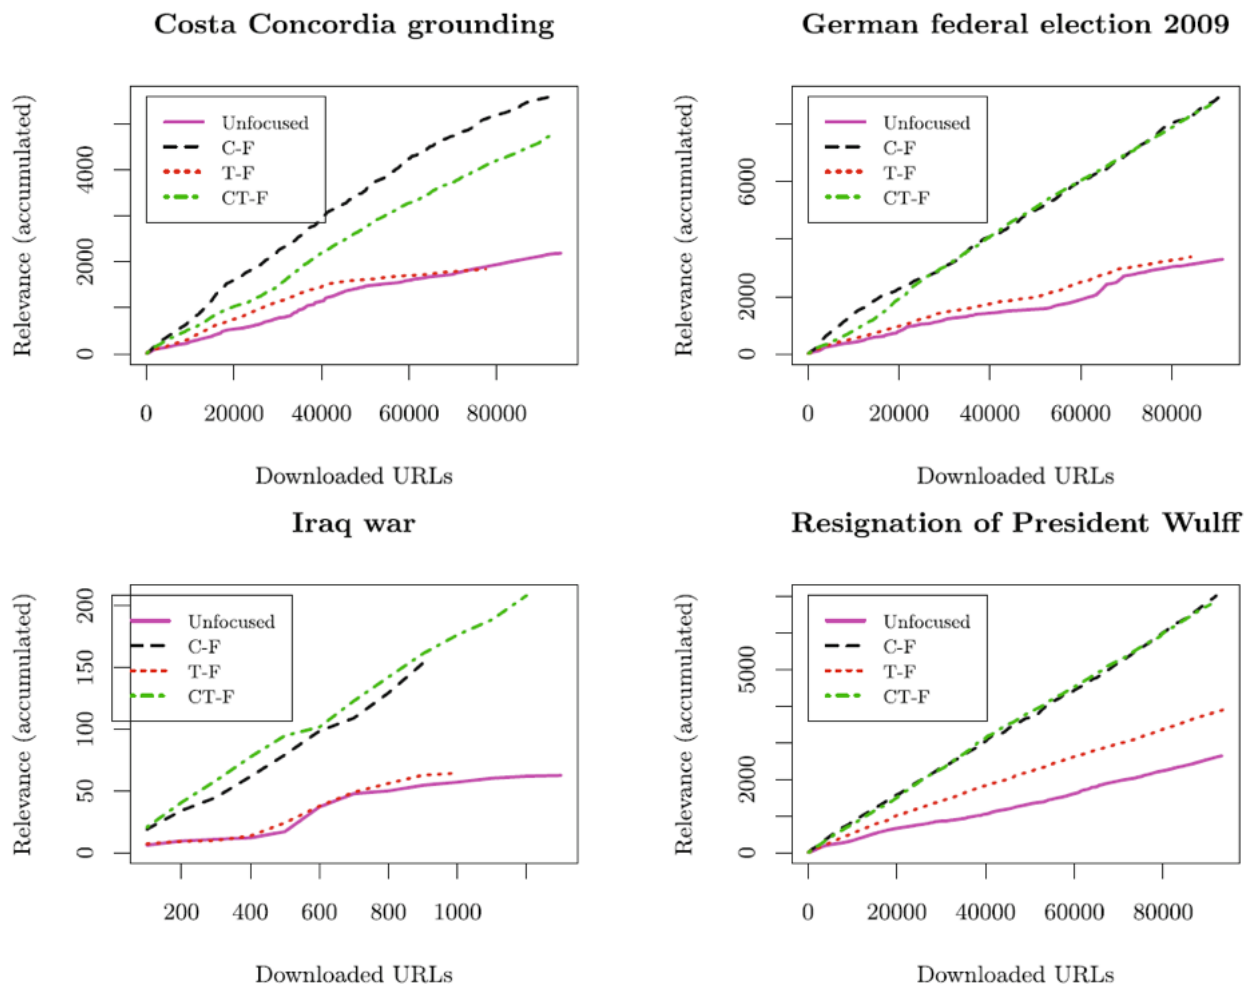 Costa Concordia grounding
Relevance (accumulated)
0 2000 4000
Unfocused
C-F
T-F
CT-F
0 20000 40000 60000 80000
Downloaded URLs
German federal election 2009
Relevance (accumulated)
0 2000 6000
Unfocused
C-F
T-F
CT-F
0 20000 40000 60000 80000
Downloaded URLs
Iraq war
Relevance (accumulated)
0 50 100 150 200
Unfocused
C-F
T-F
CT-F
200 400 600 800 1000
Downloaded URLs
Resignation of President Wulff
Relevance (accumulated)
0 2000 5000
Unfocused
C-F
T-F
CT-F
0 20000 40000 60000 80000
Downloaded URLs